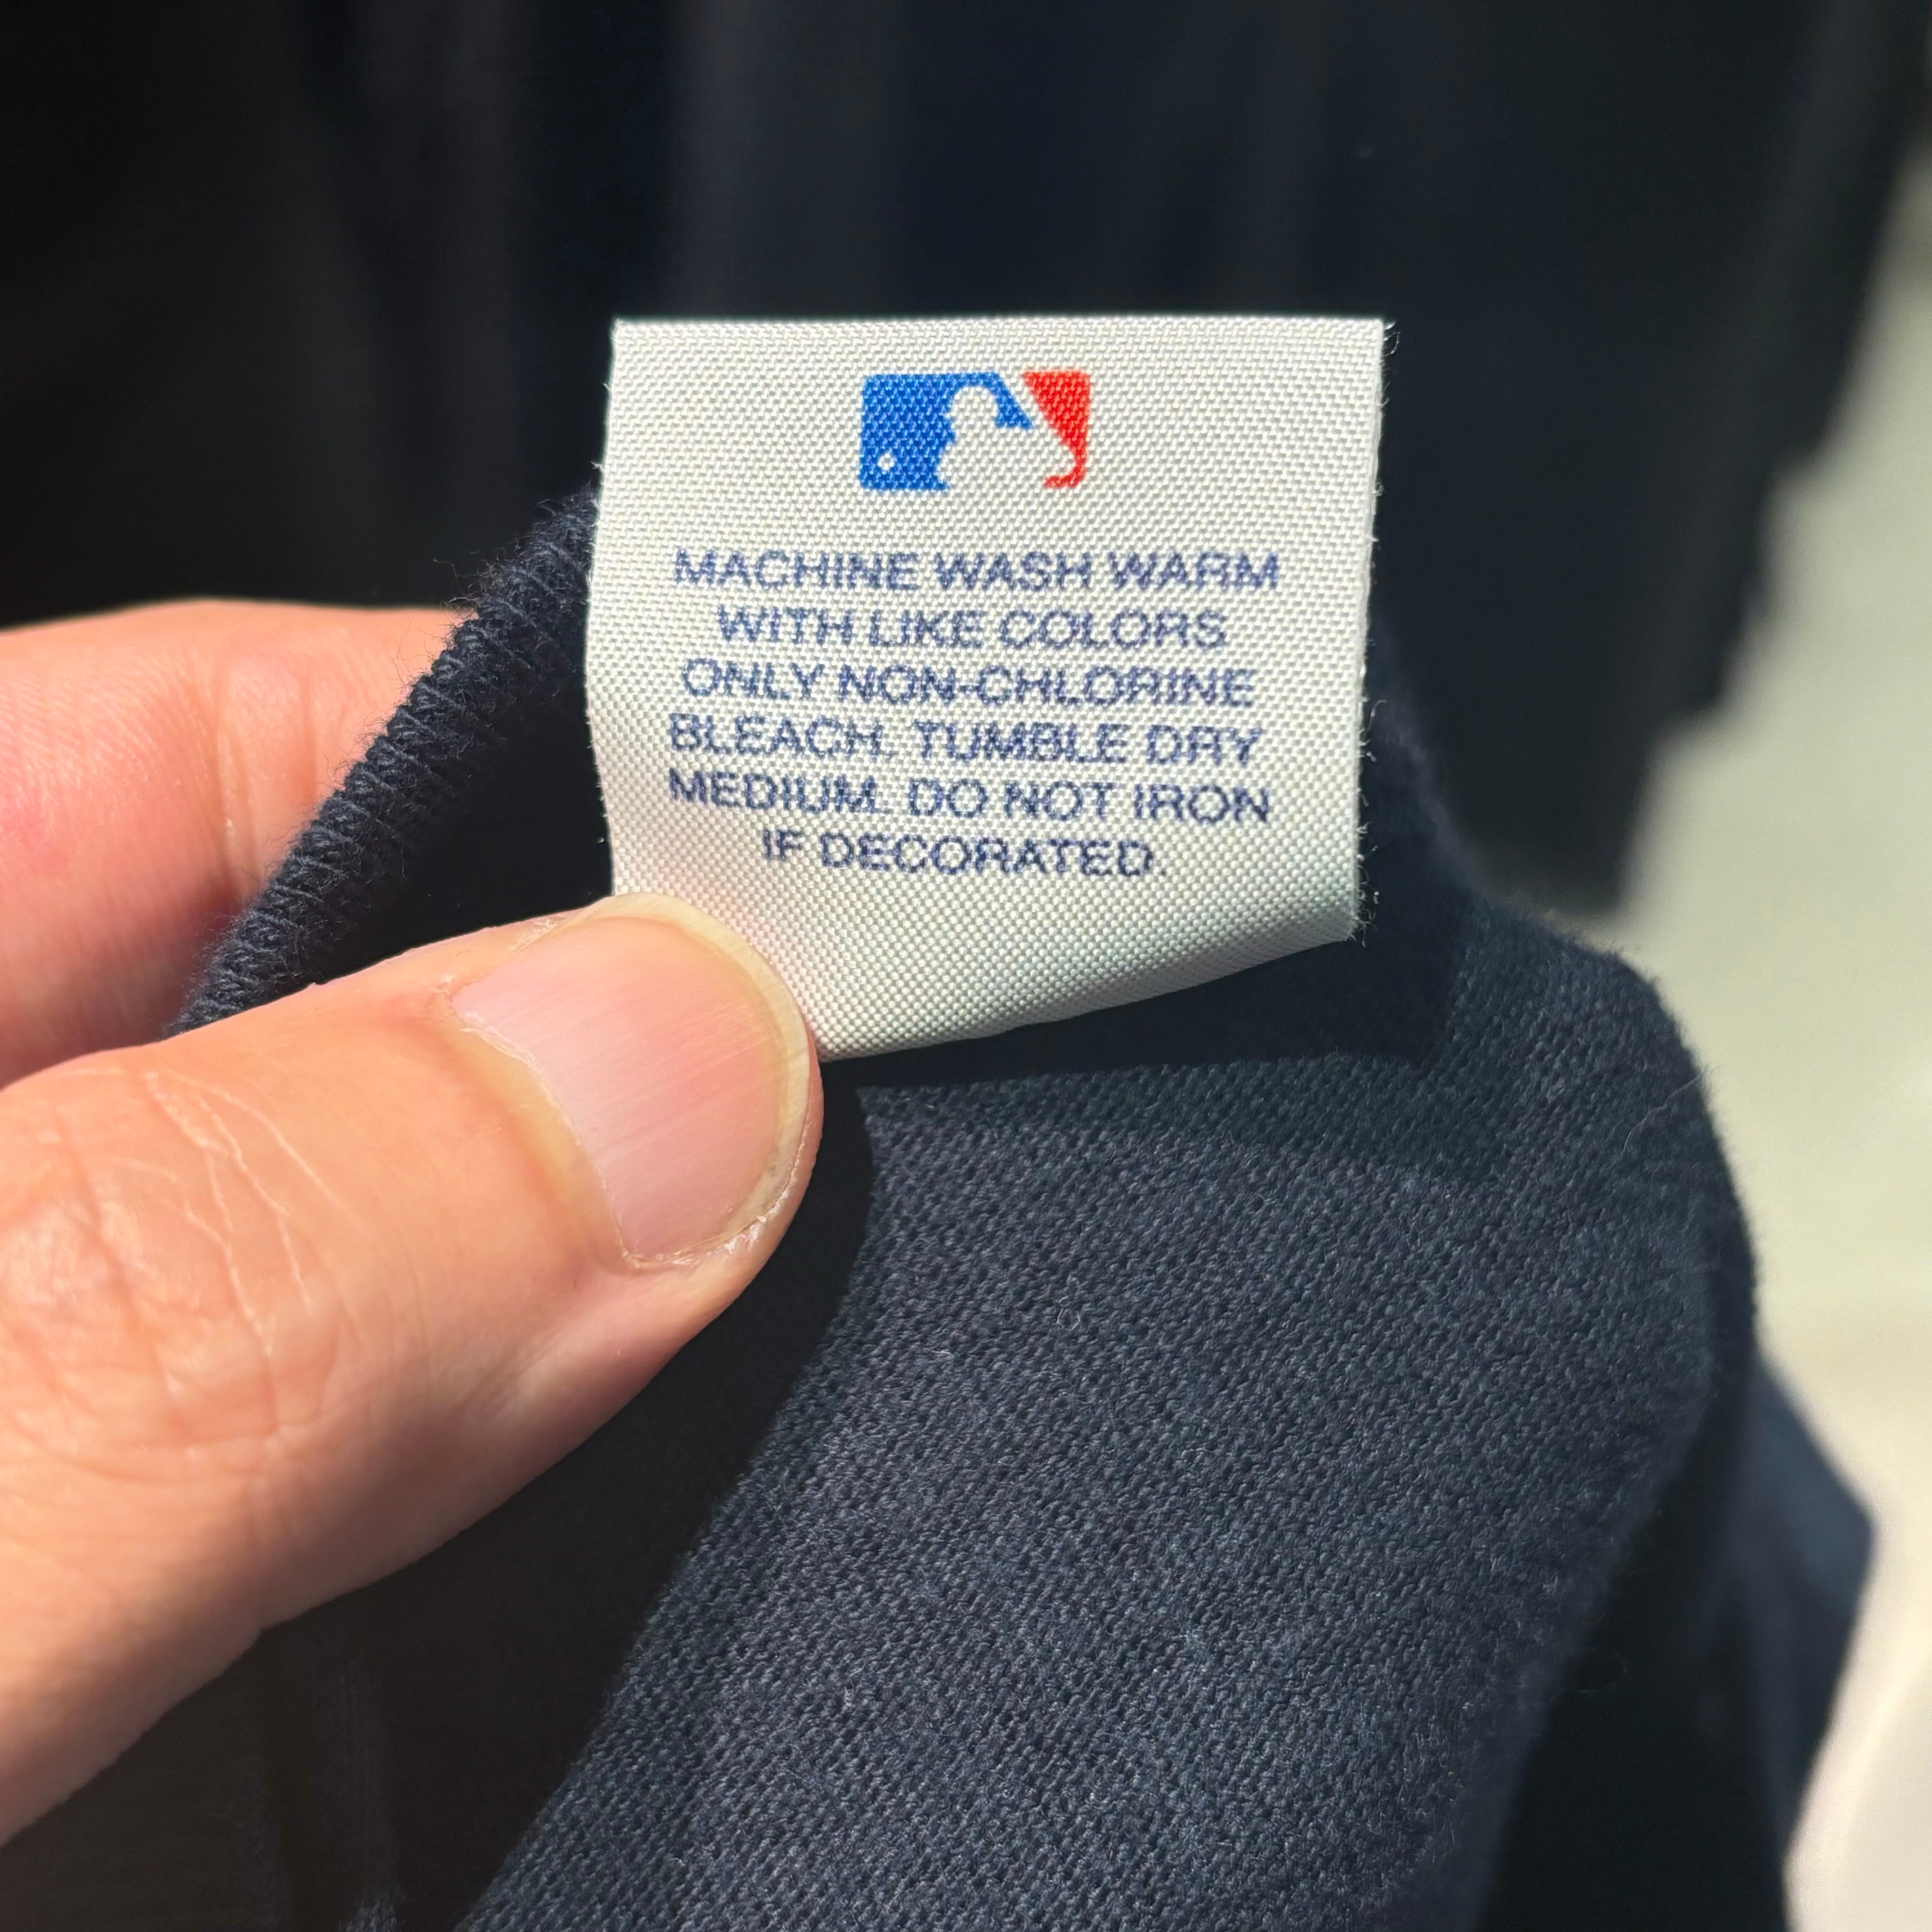 MACHINE WASH WARM
WITH LIKE COLORS
ONLY NON-CHLORINE
BLEACH. TUMBLE DRY
MEDIUM. DO NOT IRON
IF DECORATED.